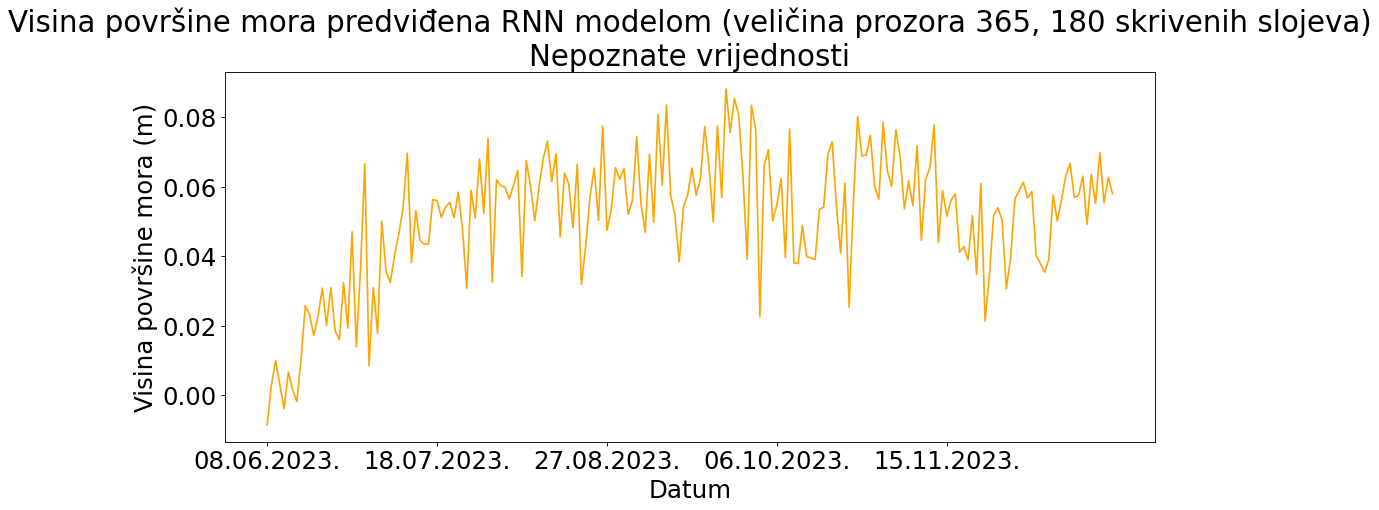 Visina površine mora predviđena RNN modelom (veličina prozora 365, 180 skrivenih slojeva)
Nepoznate vrijednosti
Visina površine mora (m)
0.08
0.06
0.04
0.02
0.00
08.06.2023. 18.07.2023. 27.08.2023. 06.10.2023. 15.11.2023.
Datum